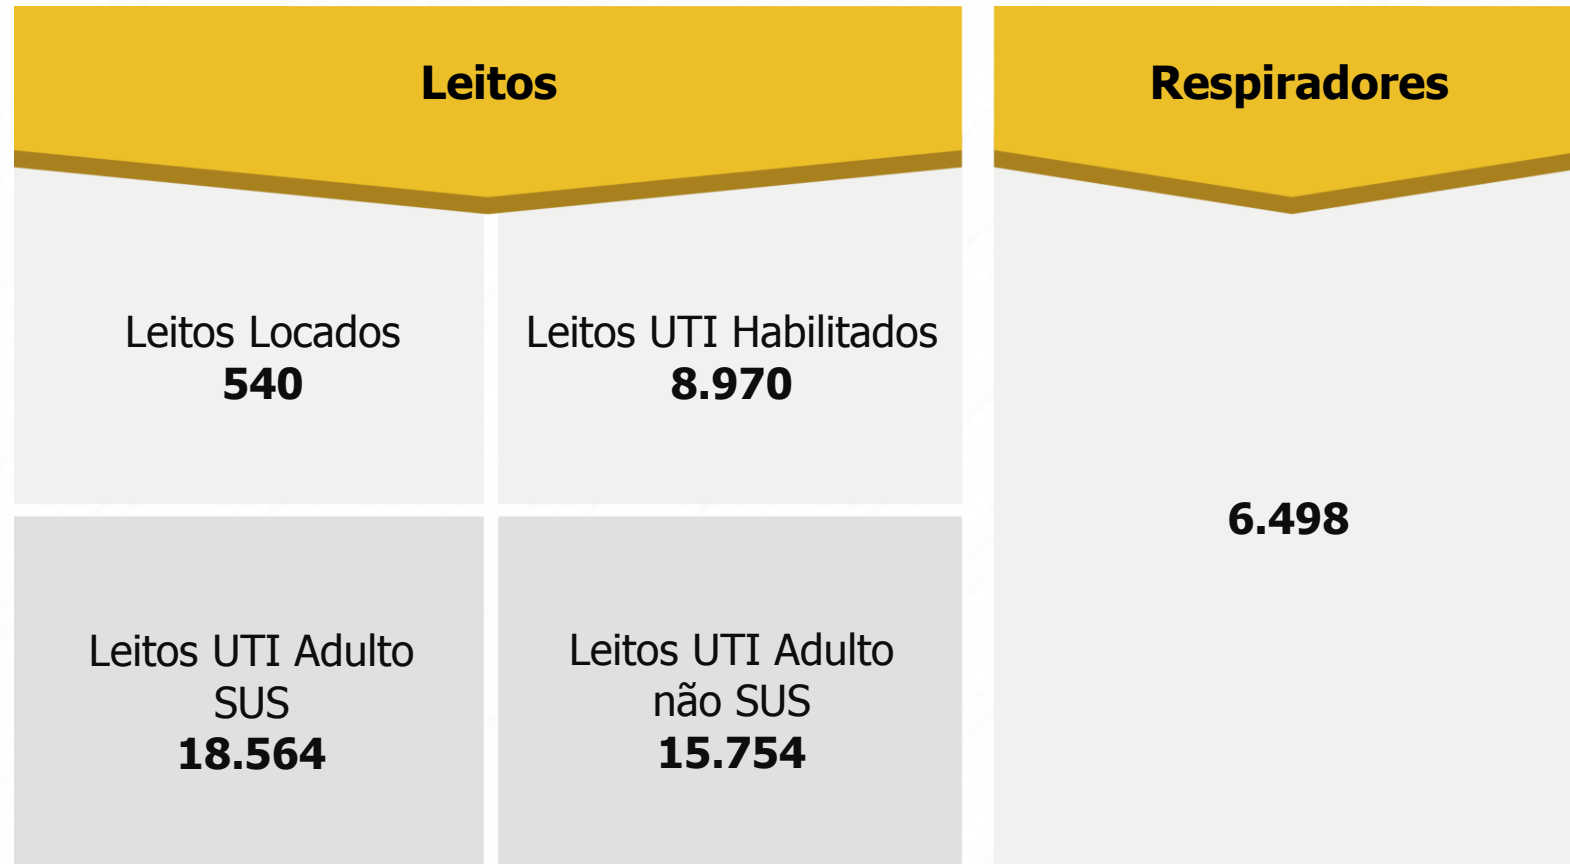 Leitos
Respiradores
Leitos Locados
540
Leitos UTI Habilitados
8.970
Leitos UTI Adulto
SUS
18.564
Leitos UTI Adulto
não SUS
15.754
6.498